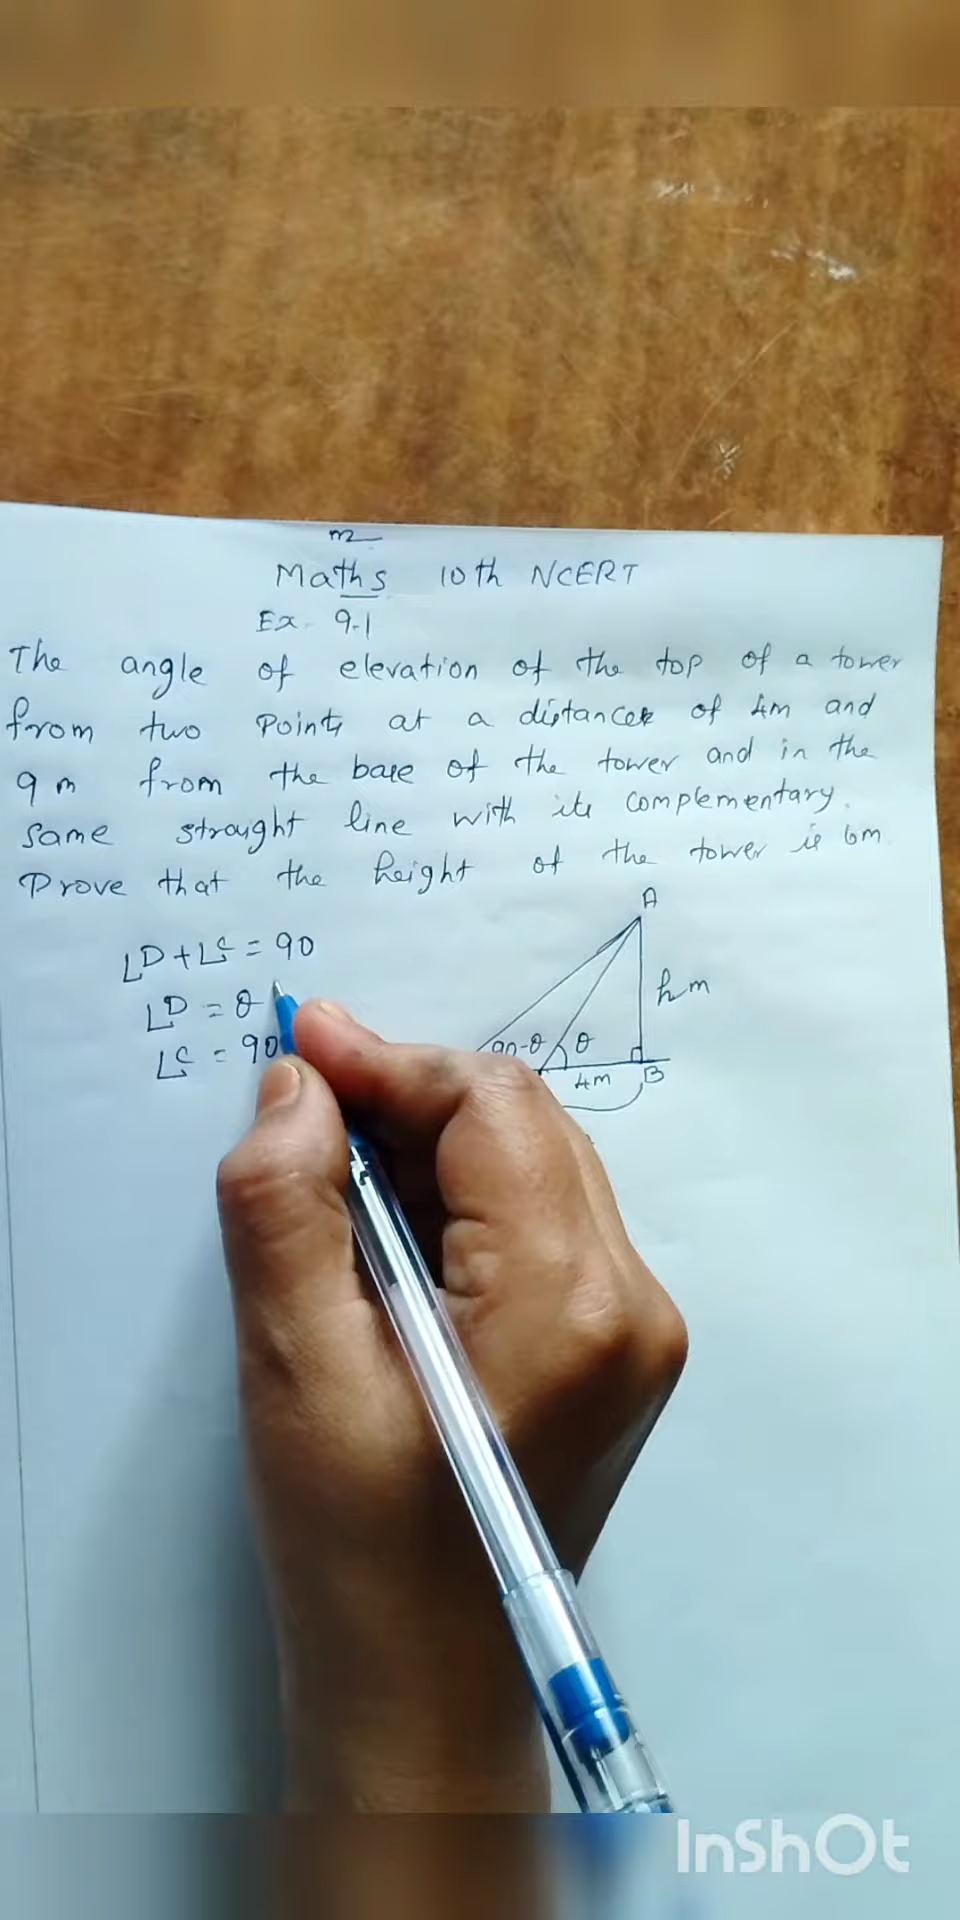 Maths 10th NCERT
Ex. 9.1
The angle of elevation of the top of a tower
from two points at a distances of 4m and
9 m from the base of the tower and in the
same straight line with its complementary.
Prove that the height of the tower is 6m
∠D + ∠C = 90
∠D = θ
∠C = 90
A
h m
90-θ θ
4m B
InShOt